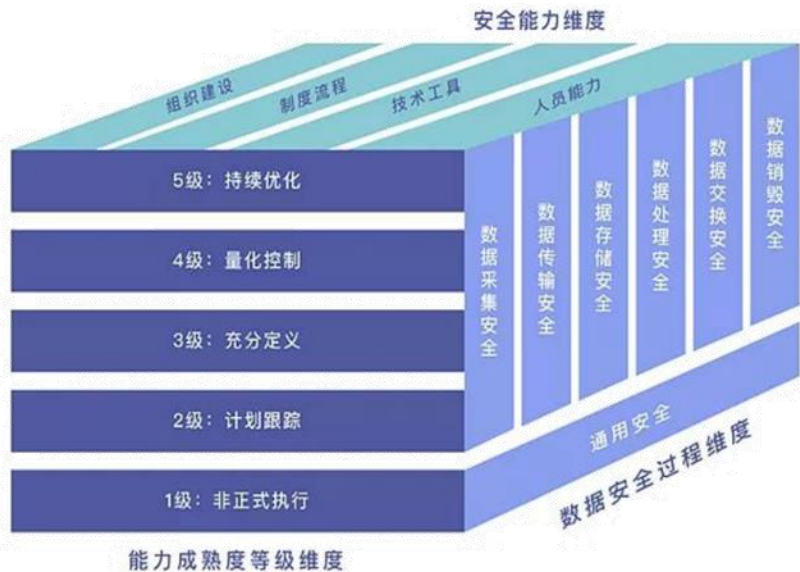 安全能力维度
组织建设
制度流程
技术工具
人员能力
5级：持续优化
4级：量化控制
3级：充分定义
2级：计划跟踪
1级：非正式执行
数据采集安全
数据传输安全
数据存储安全
数据处理安全
数据交换安全
数据销毁安全
通用安全
数据安全过程维度
能力成熟度等级维度